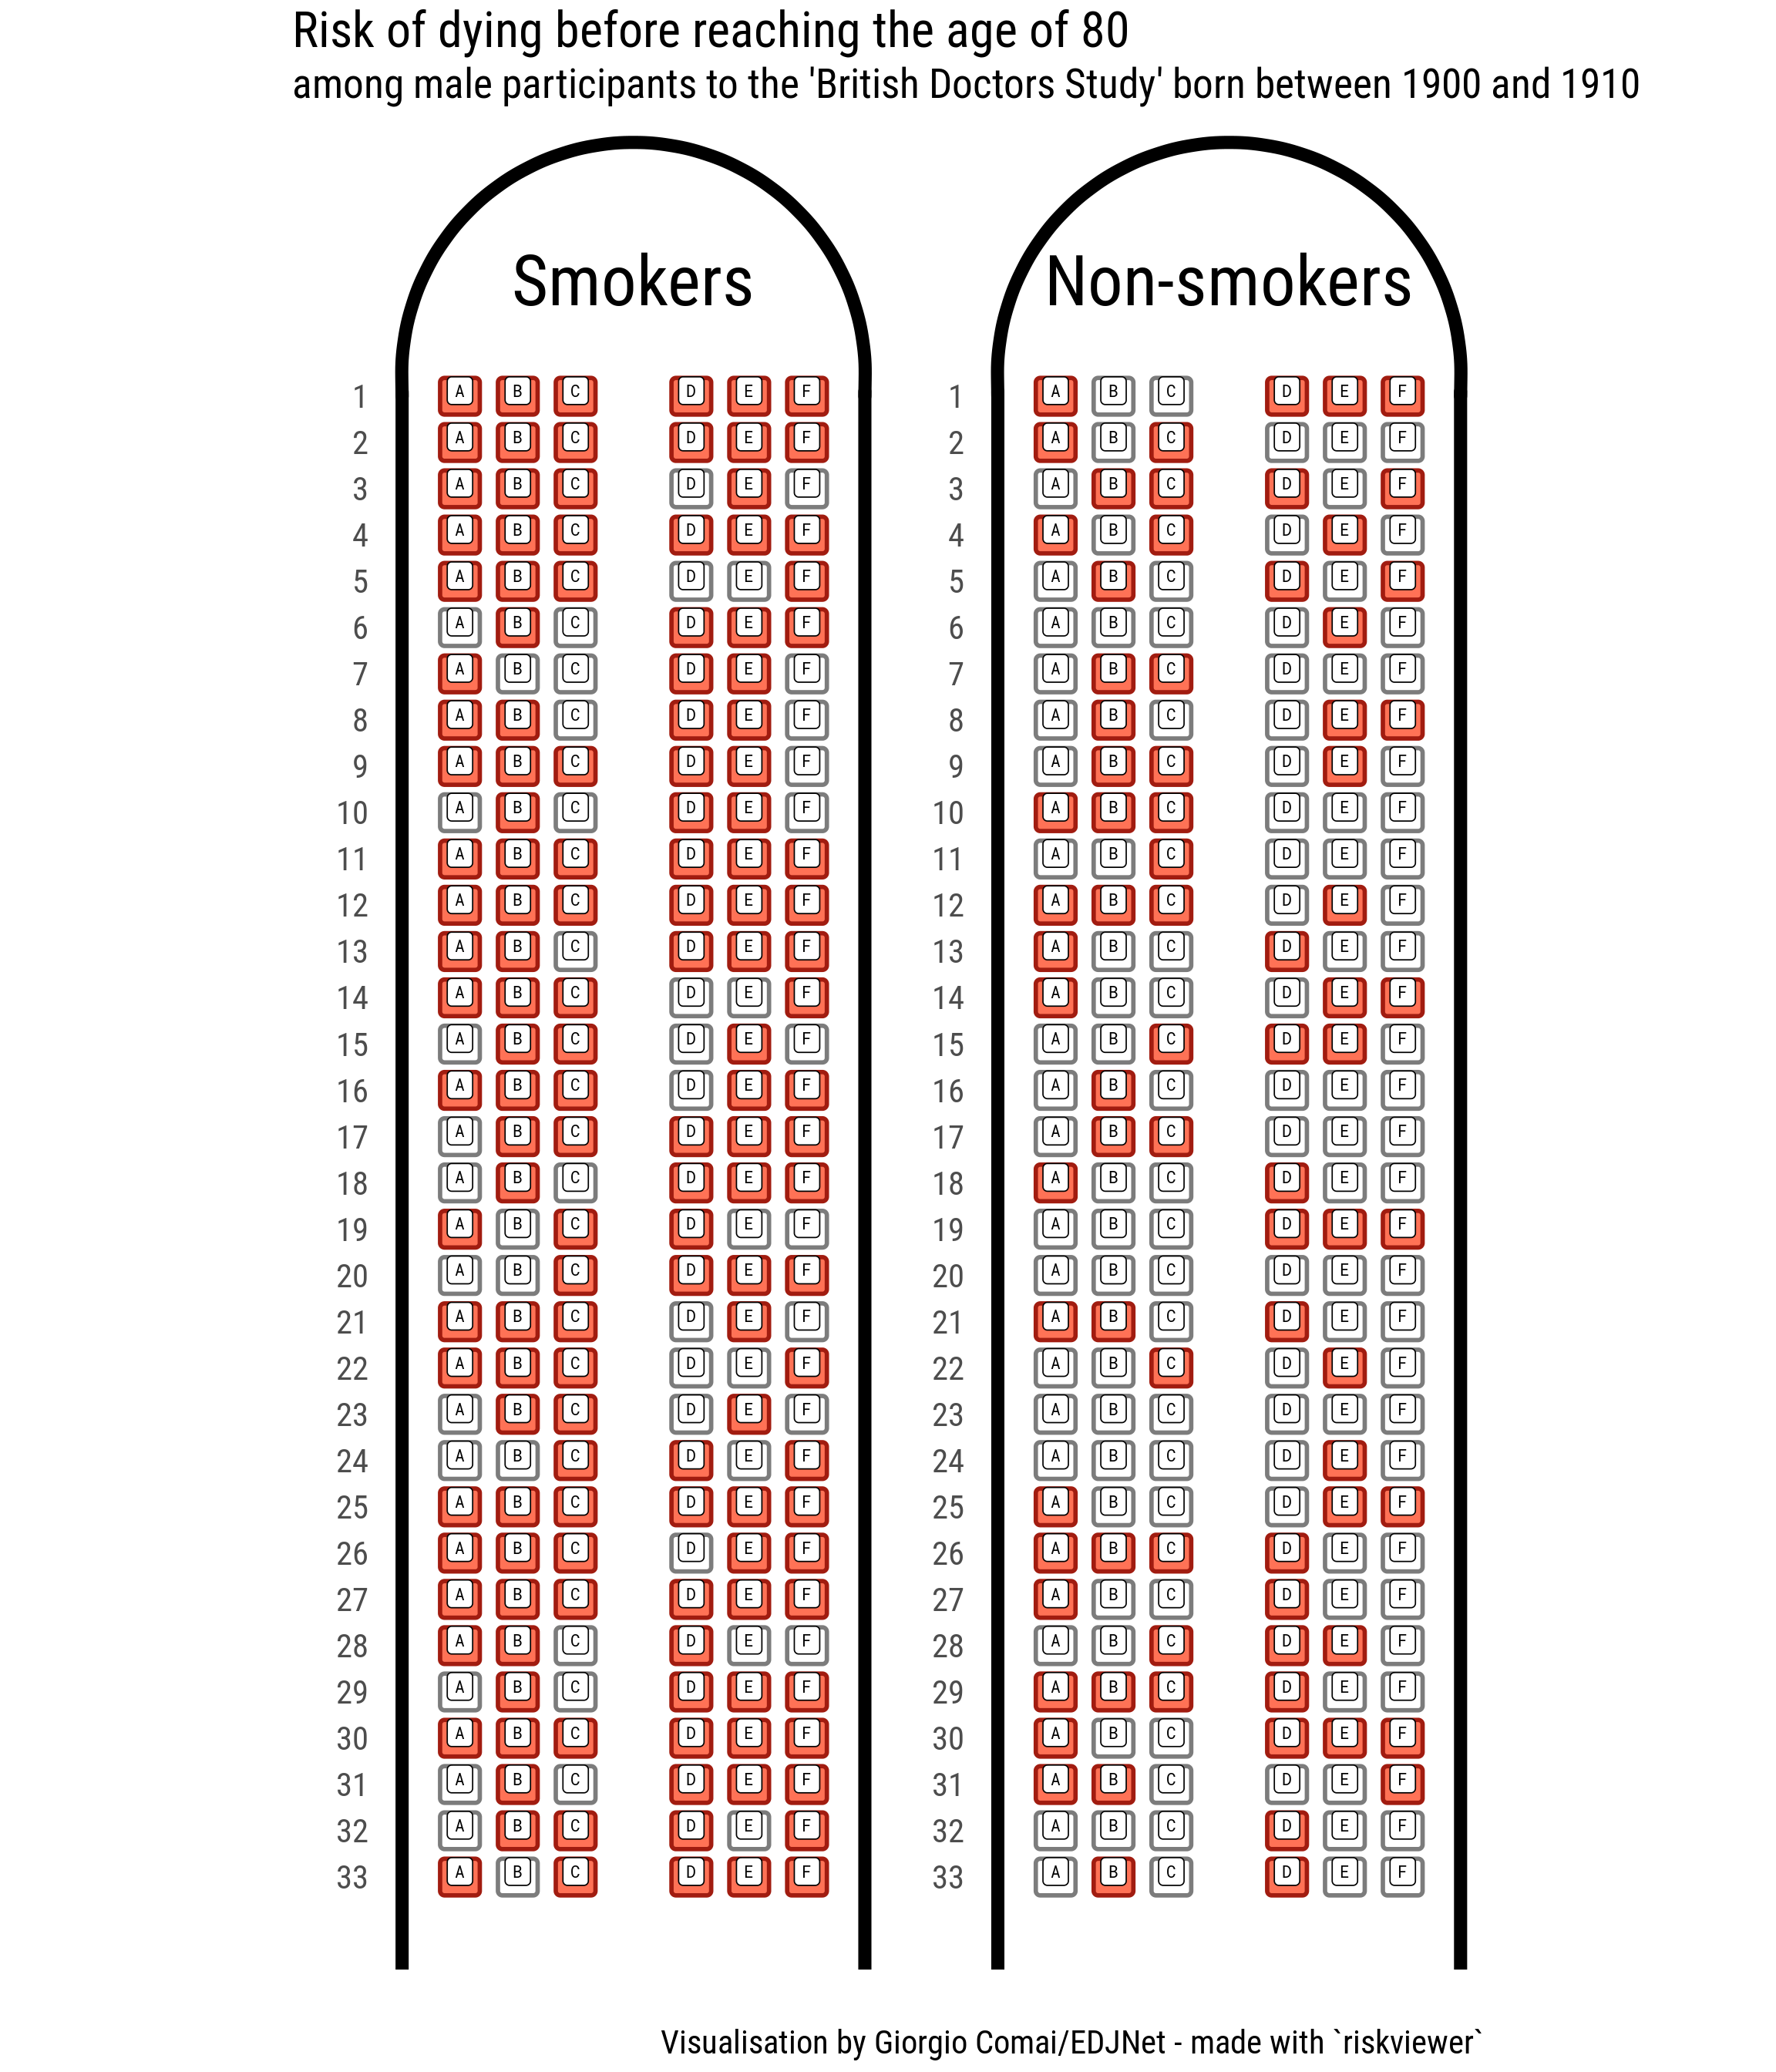 Risk of dying before reaching the age of 80
among male participants to the 'British Doctors Study' born between 1900 and 1910
Smokers Non-smokers
1 A B C D E F 1 A B C D E F
2 A B C D E F 2 A B C D E F
3 A B C D E F 3 A B C D E F
4 A B C D E F 4 A B C D E F
5 A B C D E F 5 A B C D E F
6 A B C D E F 6 A B C D E F
7 A B C D E F 7 A B C D E F
8 A B C D E F 8 A B C D E F
9 A B C D E F 9 A B C D E F
10 A B C D E F 10 A B C D E F
11 A B C D E F 11 A B C D E F
12 A B C D E F 12 A B C D E F
13 A B C D E F 13 A B C D E F
14 A B C D E F 14 A B C D E F
15 A B C D E F 15 A B C D E F
16 A B C D E F 16 A B C D E F
17 A B C D E F 17 A B C D E F
18 A B C D E F 18 A B C D E F
19 A B C D E F 19 A B C D E F
20 A B C D E F 20 A B C D E F
21 A B C D E F 21 A B C D E F
22 A B C D E F 22 A B C D E F
23 A B C D E F 23 A B C D E F
24 A B C D E F 24 A B C D E F
25 A B C D E F 25 A B C D E F
26 A B C D E F 26 A B C D E F
27 A B C D E F 27 A B C D E F
28 A B C D E F 28 A B C D E F
29 A B C D E F 29 A B C D E F
30 A B C D E F 30 A B C D E F
31 A B C D E F 31 A B C D E F
32 A B C D E F 32 A B C D E F
33 A B C D E F 33 A B C D E F
Visualisation by Giorgio Comai/EDJNet - made with `riskviewer`